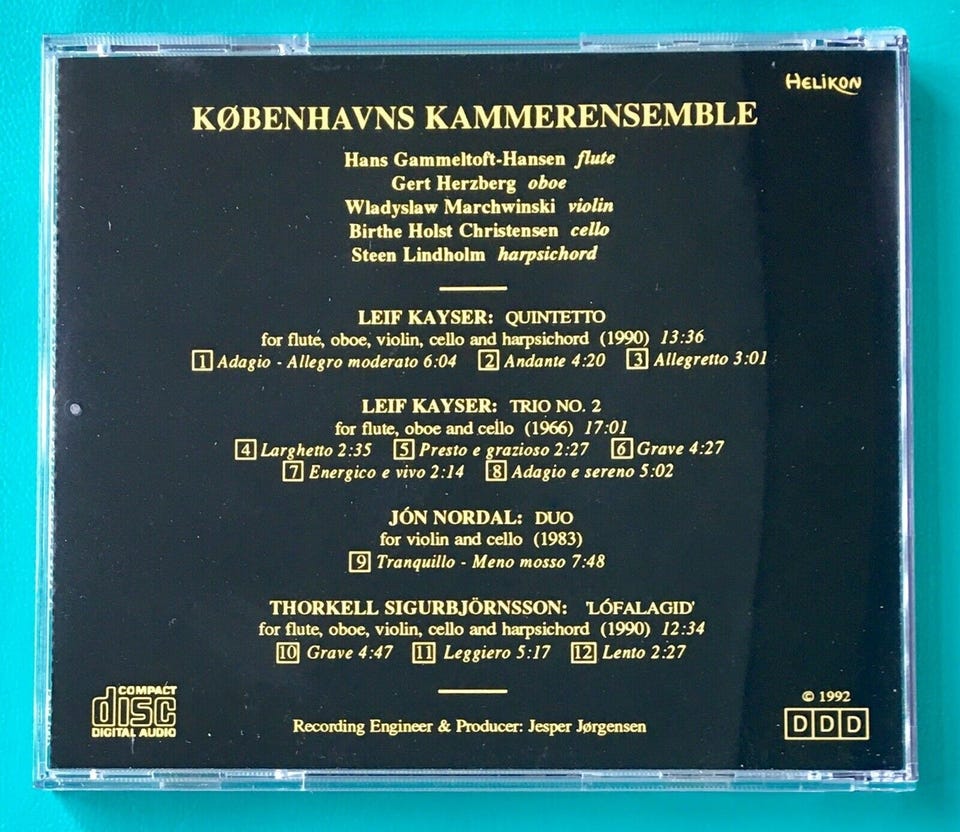 HELIKON
KØBENHAVNS KAMMERENSEMBLE
Hans Gammeltoft-Hansen flute
Gert Herzberg oboe
Wladyslaw Marchwinski violin
Birthe Holst Christensen cello
Steen Lindholm harpsichord
LEIF KAYSER: QUINTETTO
for flute, oboe, violin, cello and harpsichord (1990) 13:36
1 Adagio - Allegro moderato 6:04 2 Andante 4:20 3 Allegretto 3:01
LEIF KAYSER: TRIO NO. 2
for flute, oboe and cello (1966) 17:01
4 Larghetto 2:35 5 Presto e grazioso 2:27 6 Grave 4:27
7 Energico e vivo 2:14 8 Adagio e sereno 5:02
JÓN NORDAL: DUO
for violin and cello (1983)
9 Tranquillo - Meno mosso 7:48
THORKELL SIGURBJÖRNSSON: 'LÓFALAGID'
for flute, oboe, violin, cello and harpsichord (1990) 12:34
10 Grave 4:47 11 Leggiero 5:17 12 Lento 2:27
COMPACT
disc
DIGITAL AUDIO
Recording Engineer & Producer: Jesper Jørgensen
© 1992
DDD